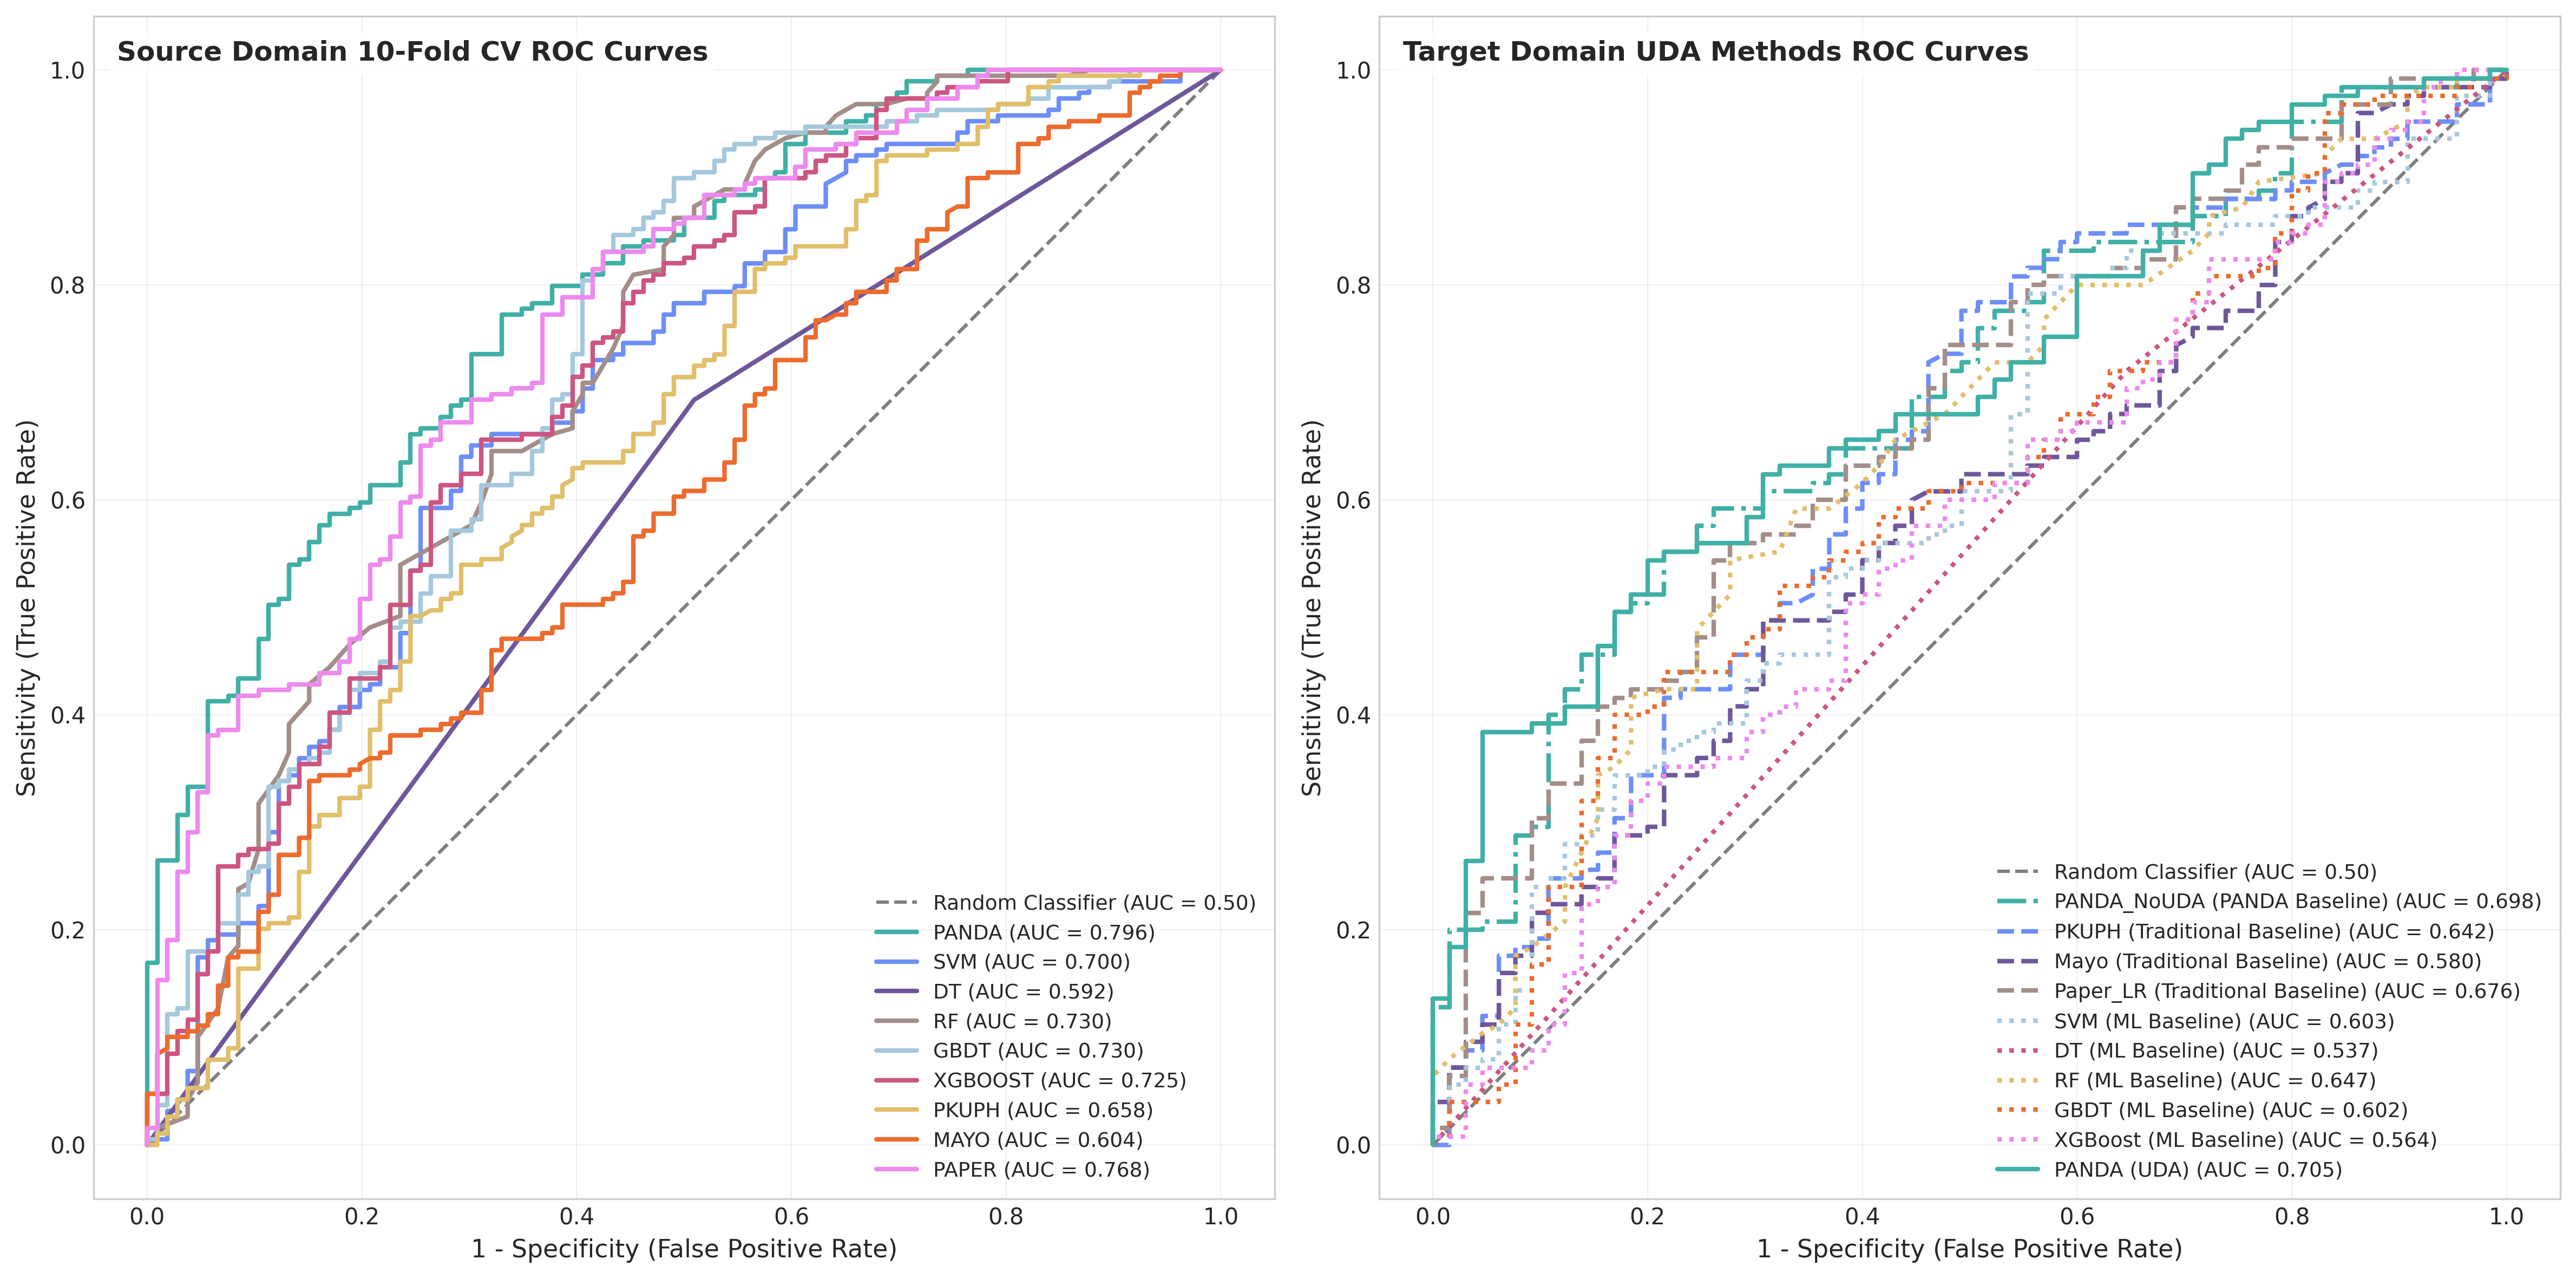 Source Domain 10-Fold CV ROC Curves
Sensitivity (True Positive Rate)
1.0
0.8
0.6
0.4
0.2
0.0
Random Classifier (AUC = 0.50)
PANDA (AUC = 0.796)
SVM (AUC = 0.700)
DT (AUC = 0.592)
RF (AUC = 0.730)
GBDT (AUC = 0.730)
XGBOOST (AUC = 0.725)
PKUPH (AUC = 0.658)
MAYO (AUC = 0.604)
PAPER (AUC = 0.768)
0.0 0.2 0.4 0.6 0.8 1.0
1 - Specificity (False Positive Rate)
Target Domain UDA Methods ROC Curves
Sensitivity (True Positive Rate)
1.0
0.8
0.6
0.4
0.2
0.0
Random Classifier (AUC = 0.50)
PANDA_NoUDA (PANDA Baseline) (AUC = 0.698)
PKUPH (Traditional Baseline) (AUC = 0.642)
Mayo (Traditional Baseline) (AUC = 0.580)
Paper_LR (Traditional Baseline) (AUC = 0.676)
SVM (ML Baseline) (AUC = 0.603)
DT (ML Baseline) (AUC = 0.537)
RF (ML Baseline) (AUC = 0.647)
GBDT (ML Baseline) (AUC = 0.602)
XGBoost (ML Baseline) (AUC = 0.564)
PANDA (UDA) (AUC = 0.705)
0.0 0.2 0.4 0.6 0.8 1.0
1 - Specificity (False Positive Rate)